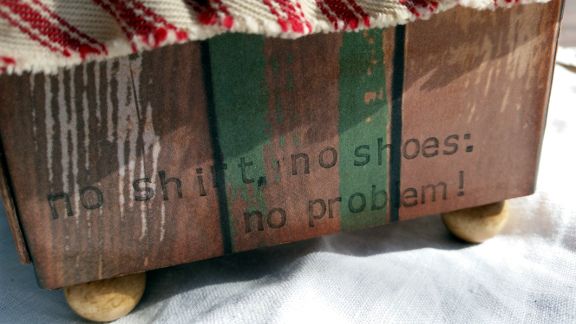 no shirt, no shoes:
no problem!